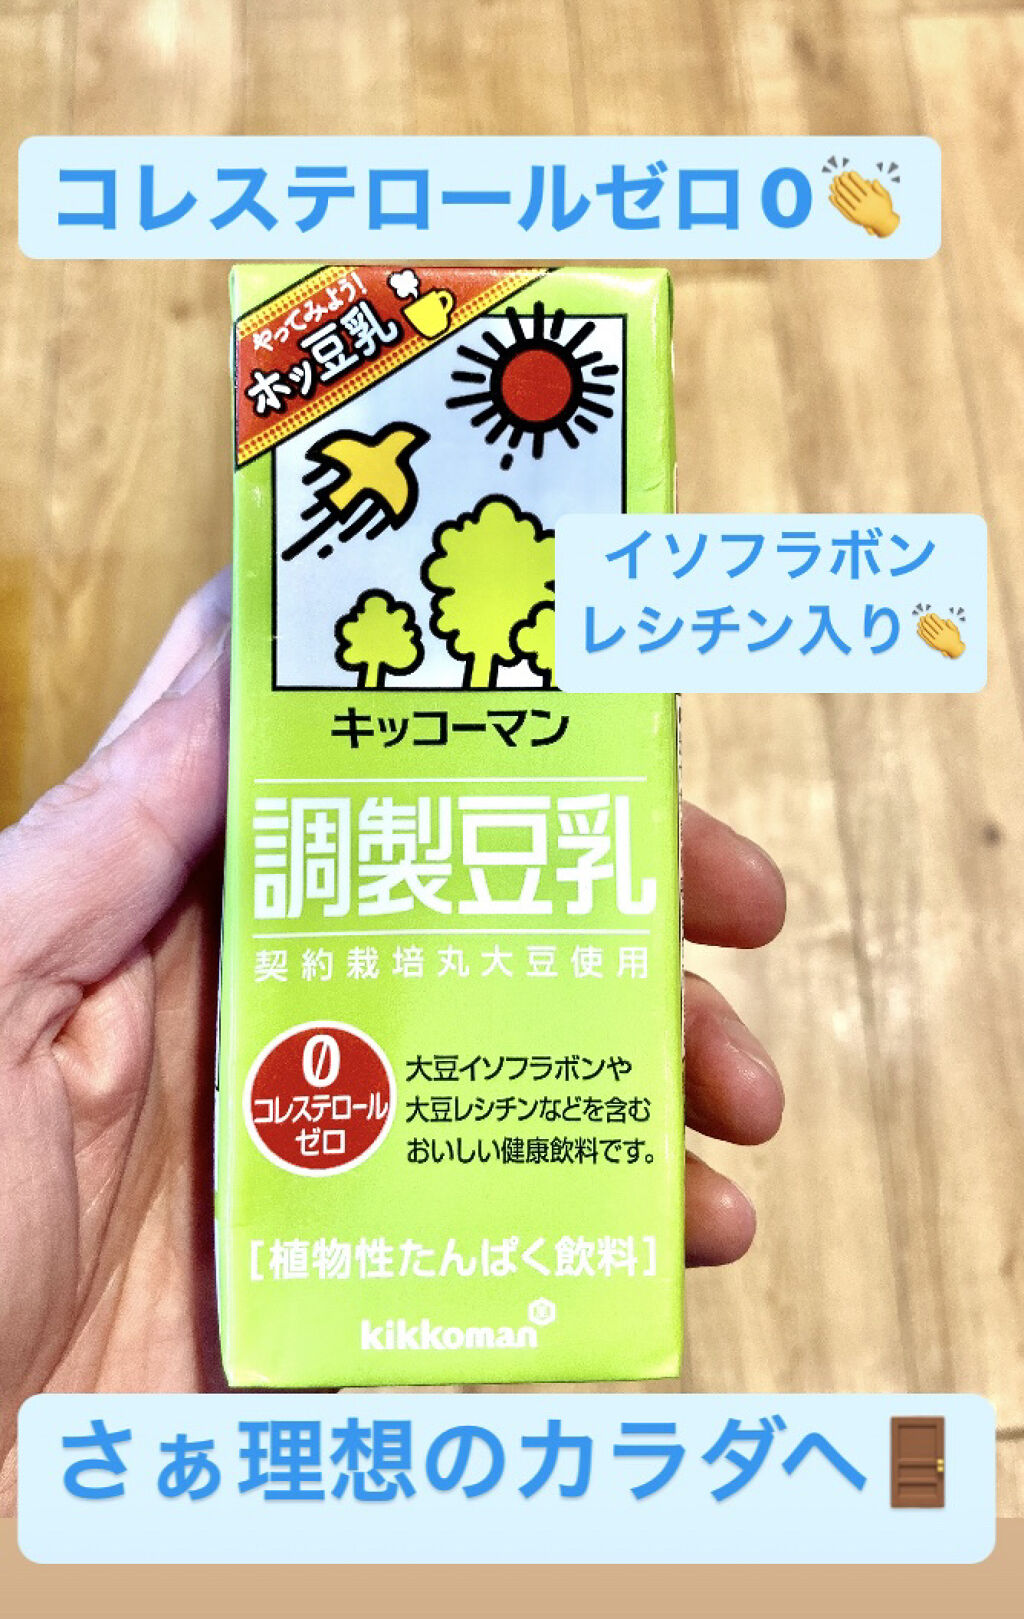 コレステロールゼロ0👏
やってみよう!
ホッ豆乳
イソフラボン
レシチン入り👏
キッコーマン
調製豆乳
契約栽培丸大豆使用
0
コレステロール
ゼロ
大豆イソフラボンや
大豆レシチンなどを含む
おいしい健康飲料です。
[植物性たんぱく飲料]
kikkoman
さぁ理想のカラダへ🚪